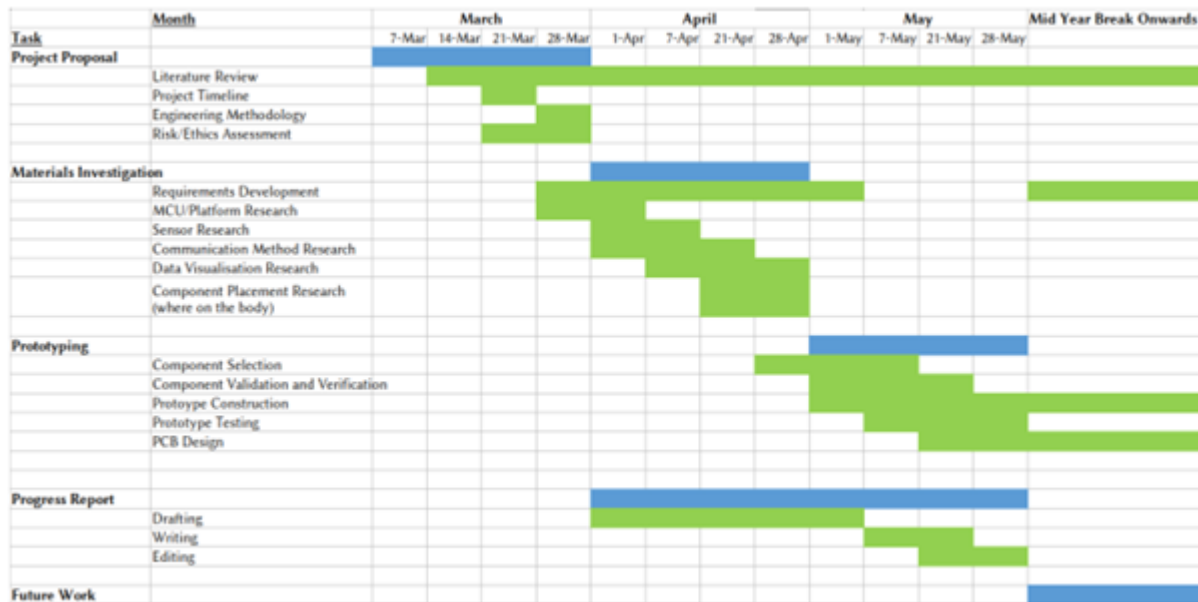 Month March April May Mid Year Break Onwards
Task 7-Mar 14-Mar 21-Mar 28-Mar 1-Apr 7-Apr 21-Apr 28-Apr 1-May 7-May 21-May 28-May
Project Proposal
Literature Review
Project Timeline
Engineering Methodology
Risk/Ethics Assessment
Materials Investigation
Requirements Development
MCU/Platform Research
Sensor Research
Communication Method Research
Data Visualisation Research
Component Placement Research
(where on the body)
Prototyping
Component Selection
Component Validation and Verification
Protoype Construction
Prototype Testing
PCB Design
Progress Report
Drafting
Writing
Editing
Future Work